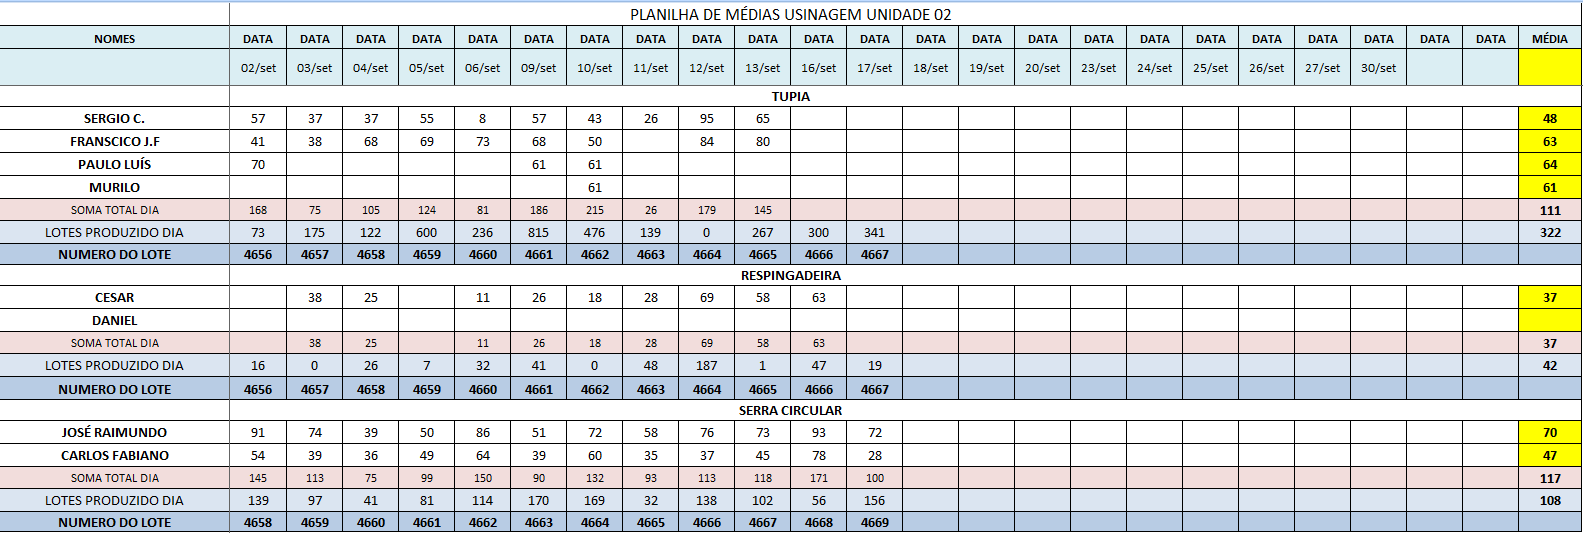 PLANILHA DE MÉDIAS USINAGEM UNIDADE 02
NOMES DATA DATA DATA DATA DATA DATA DATA DATA DATA DATA DATA DATA DATA DATA DATA DATA DATA DATA DATA DATA DATA DATA DATA MÉDIA
02/set 03/set 04/set 05/set 06/set 09/set 10/set 11/set 12/set 13/set 16/set 17/set 18/set 19/set 20/set 23/set 24/set 25/set 26/set 27/set 30/set
TUPIA
SERGIO C. 57 37 37 55 8 57 43 26 95 65 48
FRANSCICO J.F 41 38 68 69 73 68 50 84 80 63
PAULO LUÍS 70 61 61 64
MURILO 61 61
SOMA TOTAL DIA 168 75 105 124 81 186 215 26 179 145 111
LOTES PRODUZIDO DIA 73 175 122 600 236 815 476 139 0 267 300 341 322
NUMERO DO LOTE 4656 4657 4658 4659 4660 4661 4662 4663 4664 4665 4666 4667
RESPINGADEIRA
CESAR 38 25 11 26 18 28 69 58 63 37
DANIEL
SOMA TOTAL DIA 38 25 11 26 18 28 69 58 63 37
LOTES PRODUZIDO DIA 16 0 26 7 32 41 0 48 187 1 47 19 42
NUMERO DO LOTE 4656 4657 4658 4659 4660 4661 4662 4663 4664 4665 4666 4667
SERRA CIRCULAR
JOSÉ RAIMUNDO 91 74 39 50 86 51 72 58 76 73 93 72 70
CARLOS FABIANO 54 39 36 49 64 39 60 35 37 45 78 28 47
SOMA TOTAL DIA 145 113 75 99 150 90 132 93 113 118 171 100 117
LOTES PRODUZIDO DIA 139 97 41 81 114 170 169 32 138 102 56 156 108
NUMERO DO LOTE 4658 4659 4660 4661 4662 4663 4664 4665 4666 4667 4668 4669